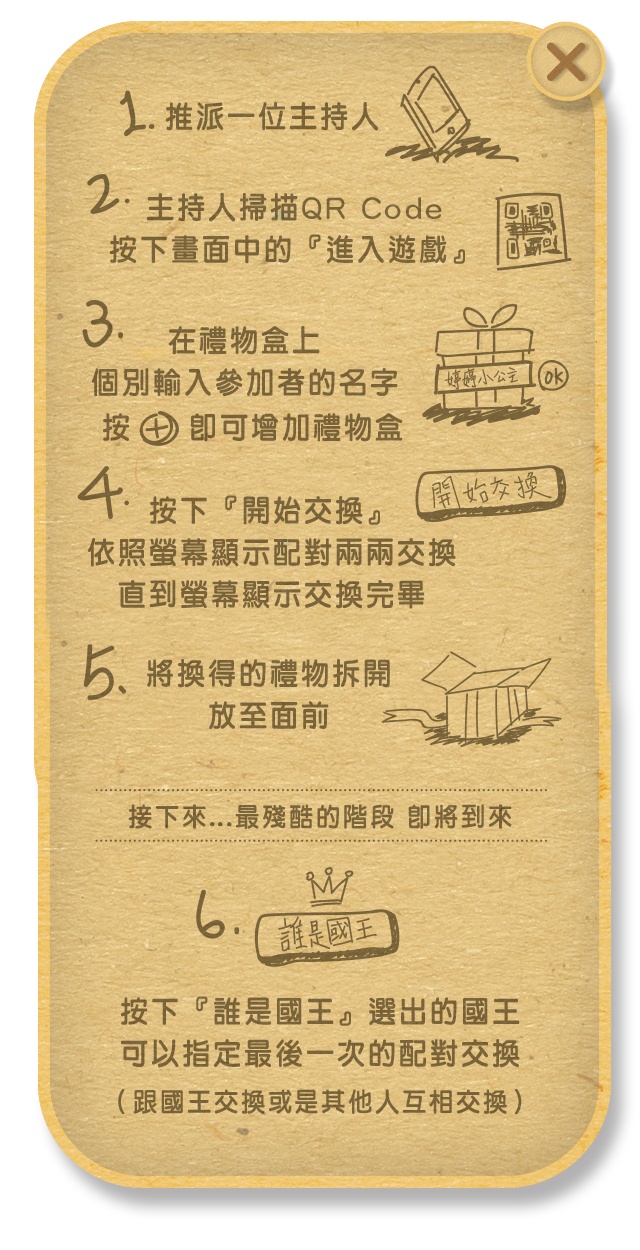 1. 推派一位主持人
2. 主持人掃描QR Code
按下畫面中的『進入遊戲』
3. 在禮物盒上
婷婷小公主 OK
個別輸入參加者的名字
按 ⊕ 即可增加禮物盒
4. 按下『開始交換』
開始交換
依照螢幕顯示配對兩兩交換
直到螢幕顯示交換完畢
5. 將換得的禮物拆開
放至面前
接下來...最殘酷的階段 即將到來
6. 誰是國王
按下『誰是國王』選出的國王
可以指定最後一次的配對交換
(跟國王交換或是其他人互相交換)